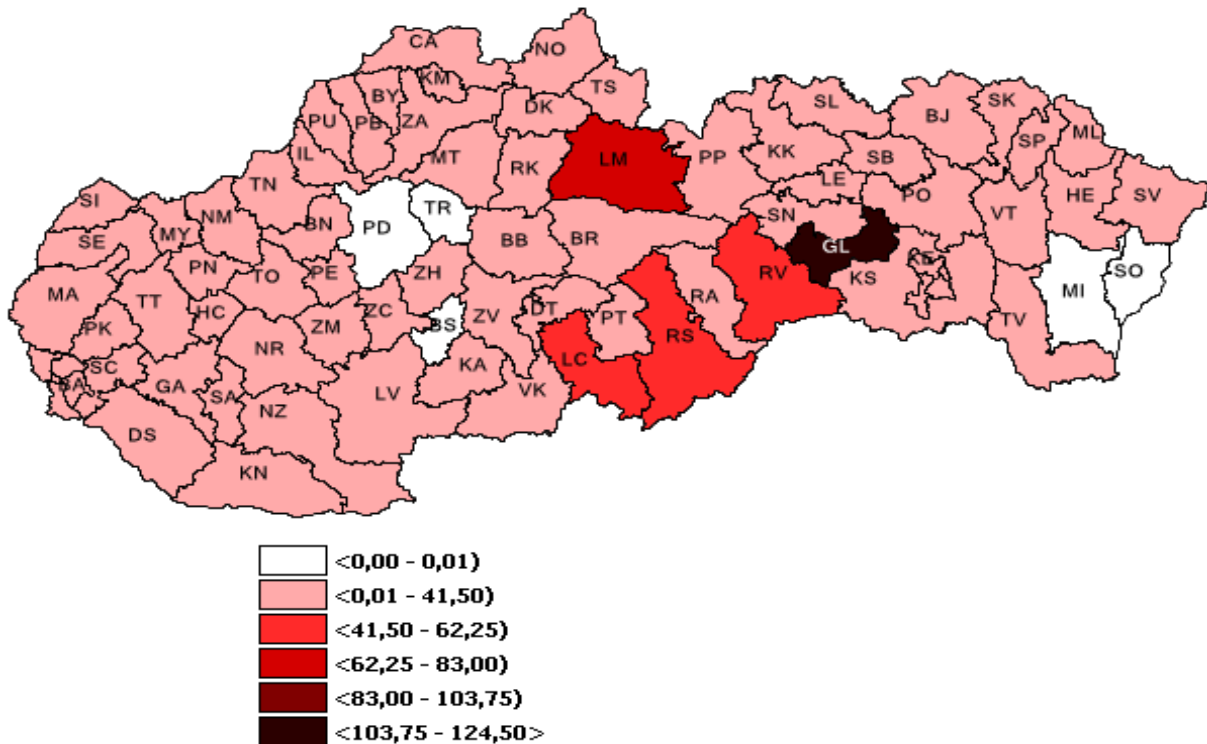 CA
NO
KM
TS
BY
PU
PB
ZA
DK
SL
SK
BJ
ML
IL
MT
RK
LM
PP
KK
SB
SP
TN
LE
PO
HE
SV
SI
NM
TR
SN
VT
MY
BN
PD
SE
BB
BR
GL
KE
SO
PN
TO
PE
ZH
RV
KS
MI
MA
TT
HC
ZM
ZC
BS
ZV
DT
PT
RA
TV
PK
NR
RS
SC
GA
SA
KA
LC
BA
NZ
LV
VK
DS
KN
<0,00 - 0,01)
<0,01 - 41,50)
<41,50 - 62,25)
<62,25 - 83,00)
<83,00 - 103,75)
<103,75 - 124,50>